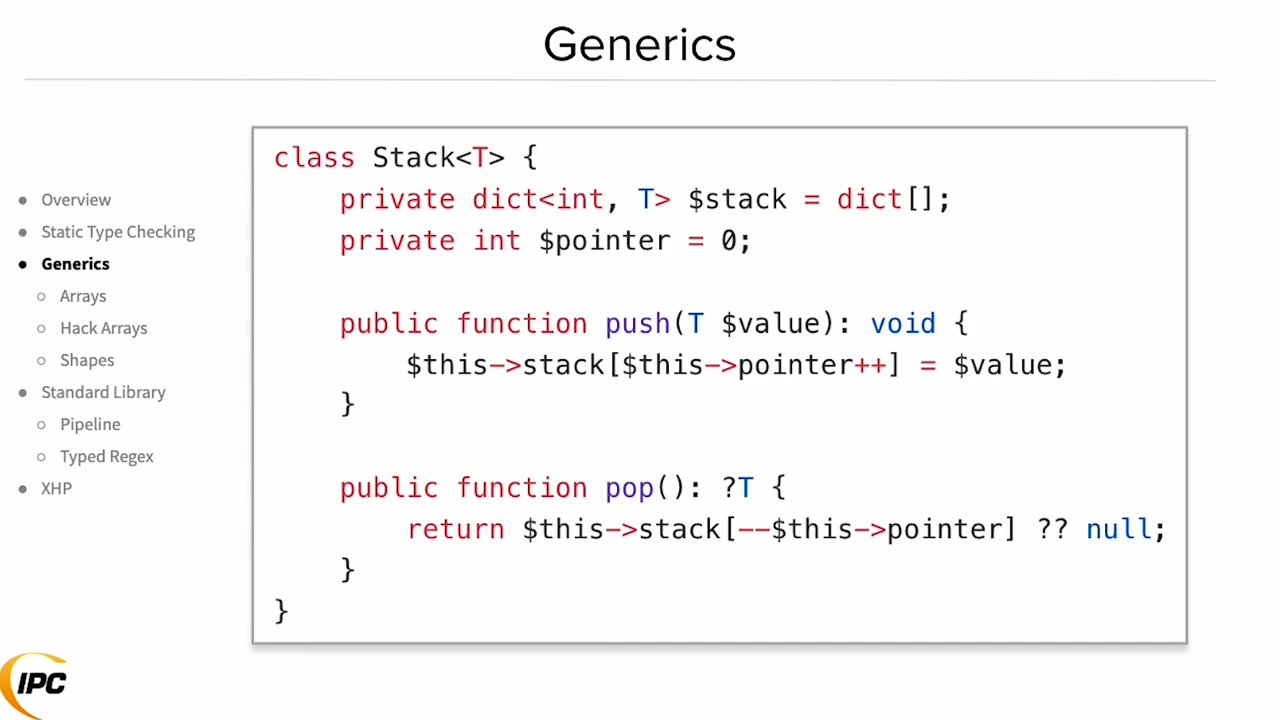 Generics
● Overview
● Static Type Checking
● Generics
○ Arrays
○ Hack Arrays
○ Shapes
● Standard Library
○ Pipeline
○ Typed Regex
● XHP
class Stack<T> {
    private dict<int, T> $stack = dict[];
    private int $pointer = 0;

    public function push(T $value): void {
        $this->stack[$this->pointer++] = $value;
    }

    public function pop(): ?T {
        return $this->stack[--$this->pointer] ?? null;
    }
}
IPC